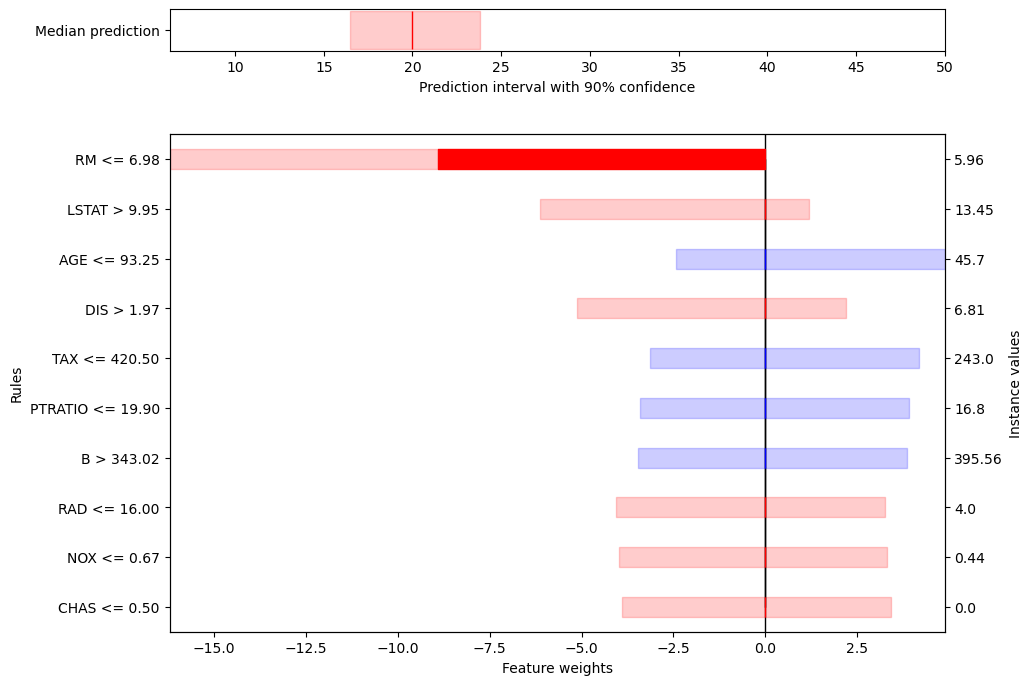 Median prediction
10 15 20 25 30 35 40 45 50
Prediction interval with 90% confidence
RM <= 6.98 5.96
LSTAT > 9.95 13.45
AGE <= 93.25 45.7
DIS > 1.97 6.81
TAX <= 420.50 243.0
PTRATIO <= 19.90 16.8
B > 343.02 395.56
RAD <= 16.00 4.0
NOX <= 0.67 0.44
CHAS <= 0.50 0.0
Rules
Instance values
−15.0 −12.5 −10.0 −7.5 −5.0 −2.5 0.0 2.5
Feature weights